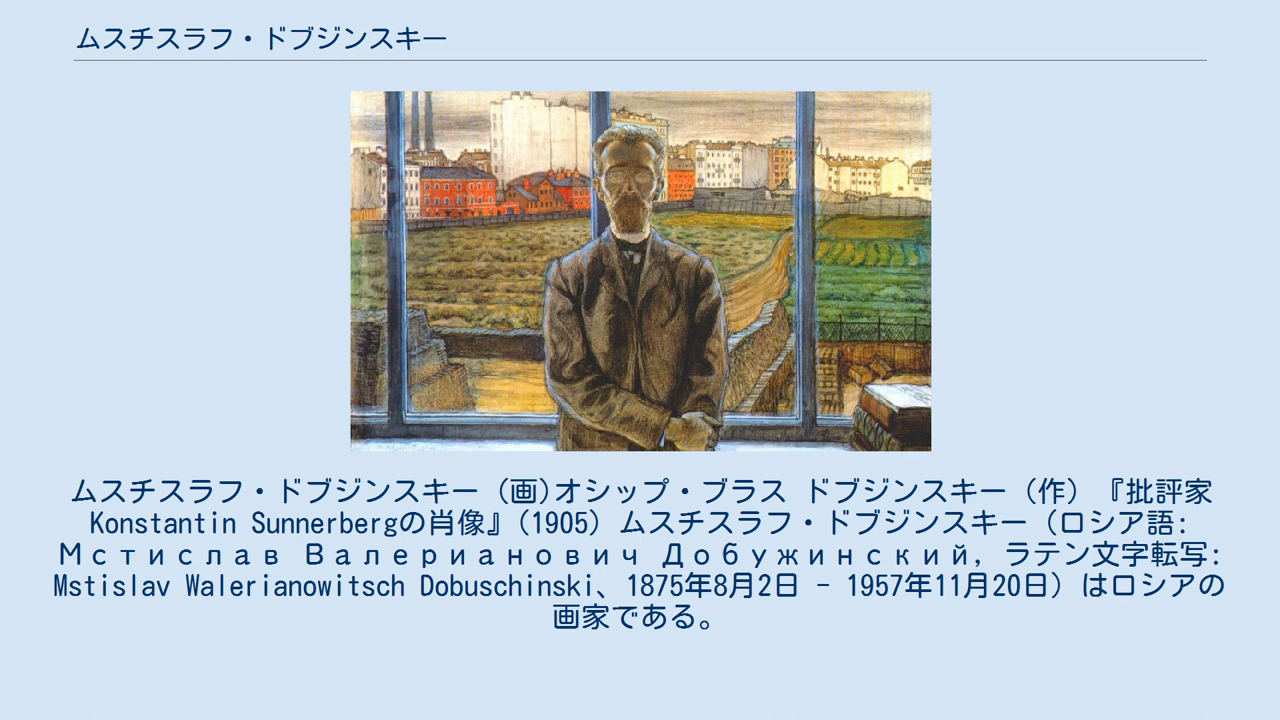 ムスチスラフ・ドブジンスキー
ムスチスラフ・ドブジンスキー (画)オシップ・ブラス ドブジンスキー（作）『批評家
Konstantin Sunnerbergの肖像』(1905) ムスチスラフ・ドブジンスキー（ロシア語:
Мстислав Валерианович Добужинский, ラテン文字転写:
Mstislav Walerianowitsch Dobuschinski、1875年8月2日 - 1957年11月20日）はロシアの
画家である。